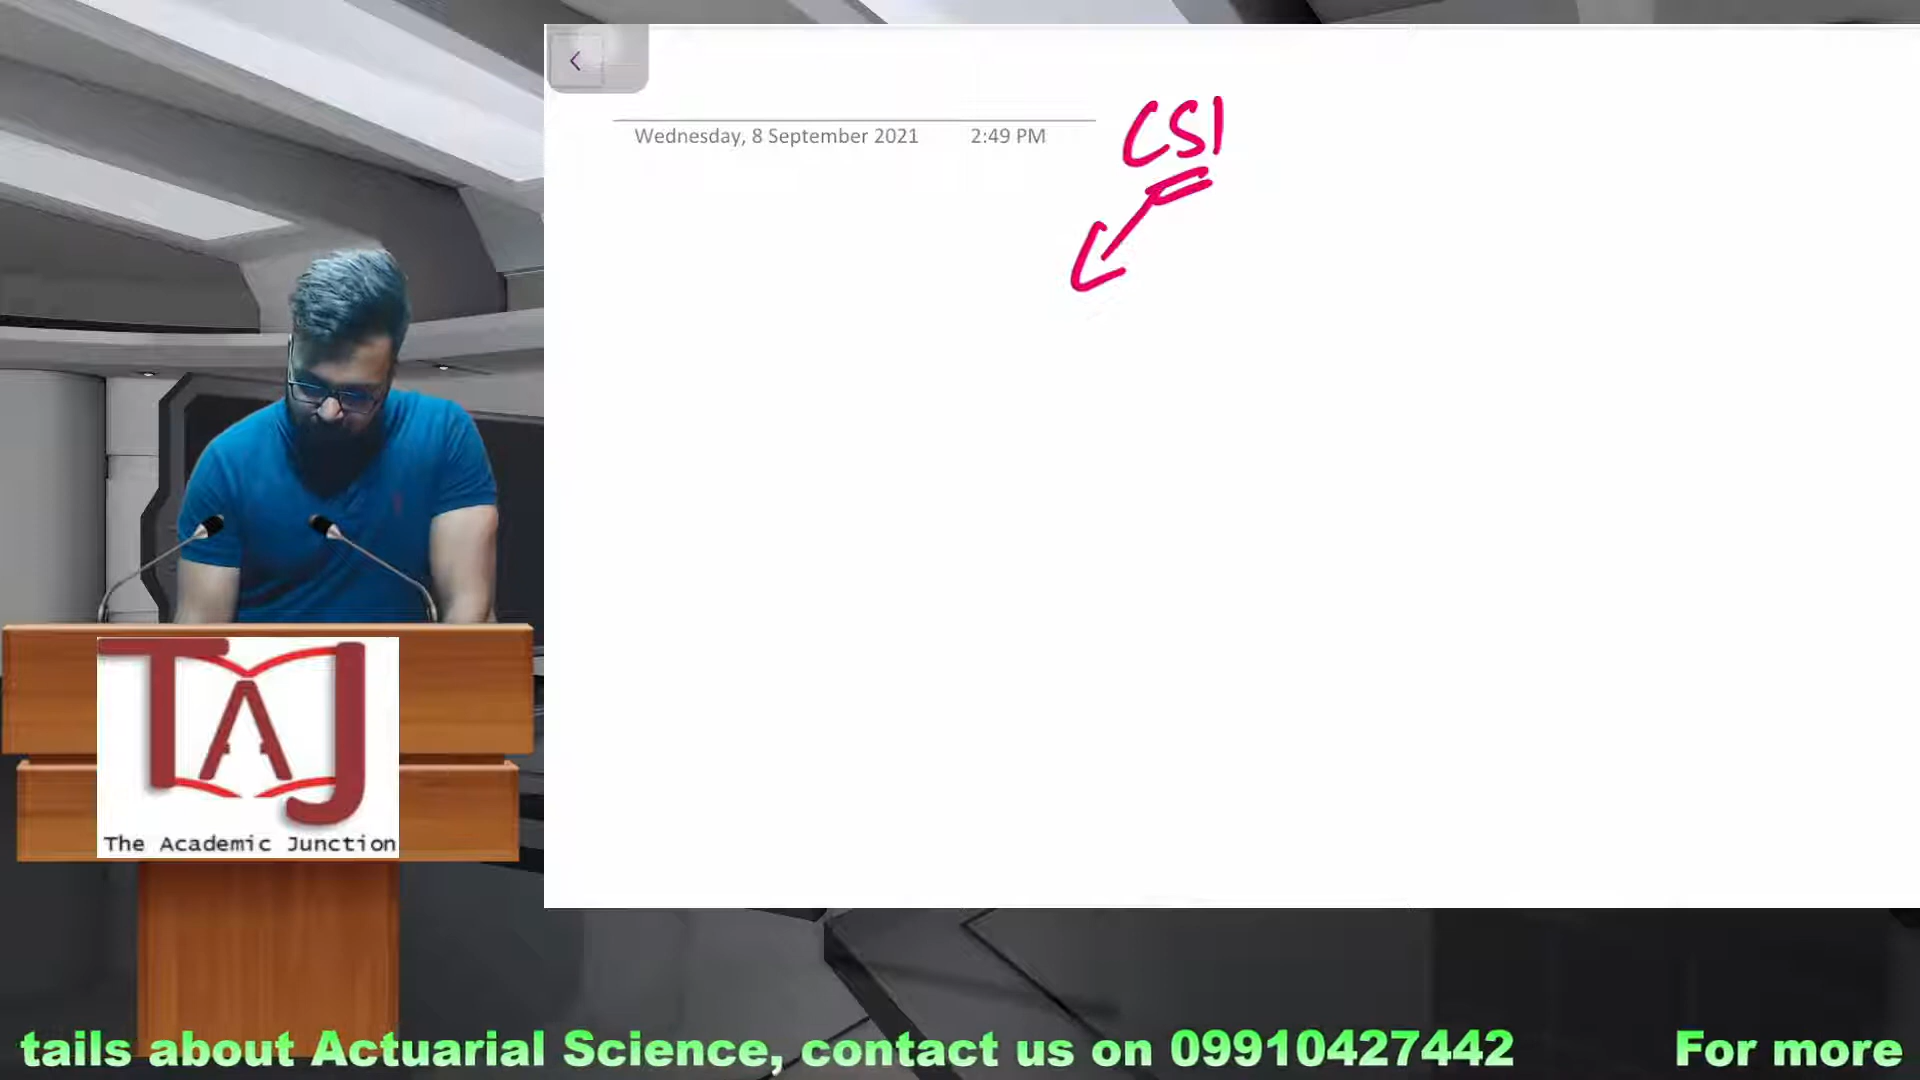 CS1
Wednesday, 8 September 2021 2:49 PM
TAJ
The Academic Junction
tails about Actuarial Science, contact us on 09910427442 For more